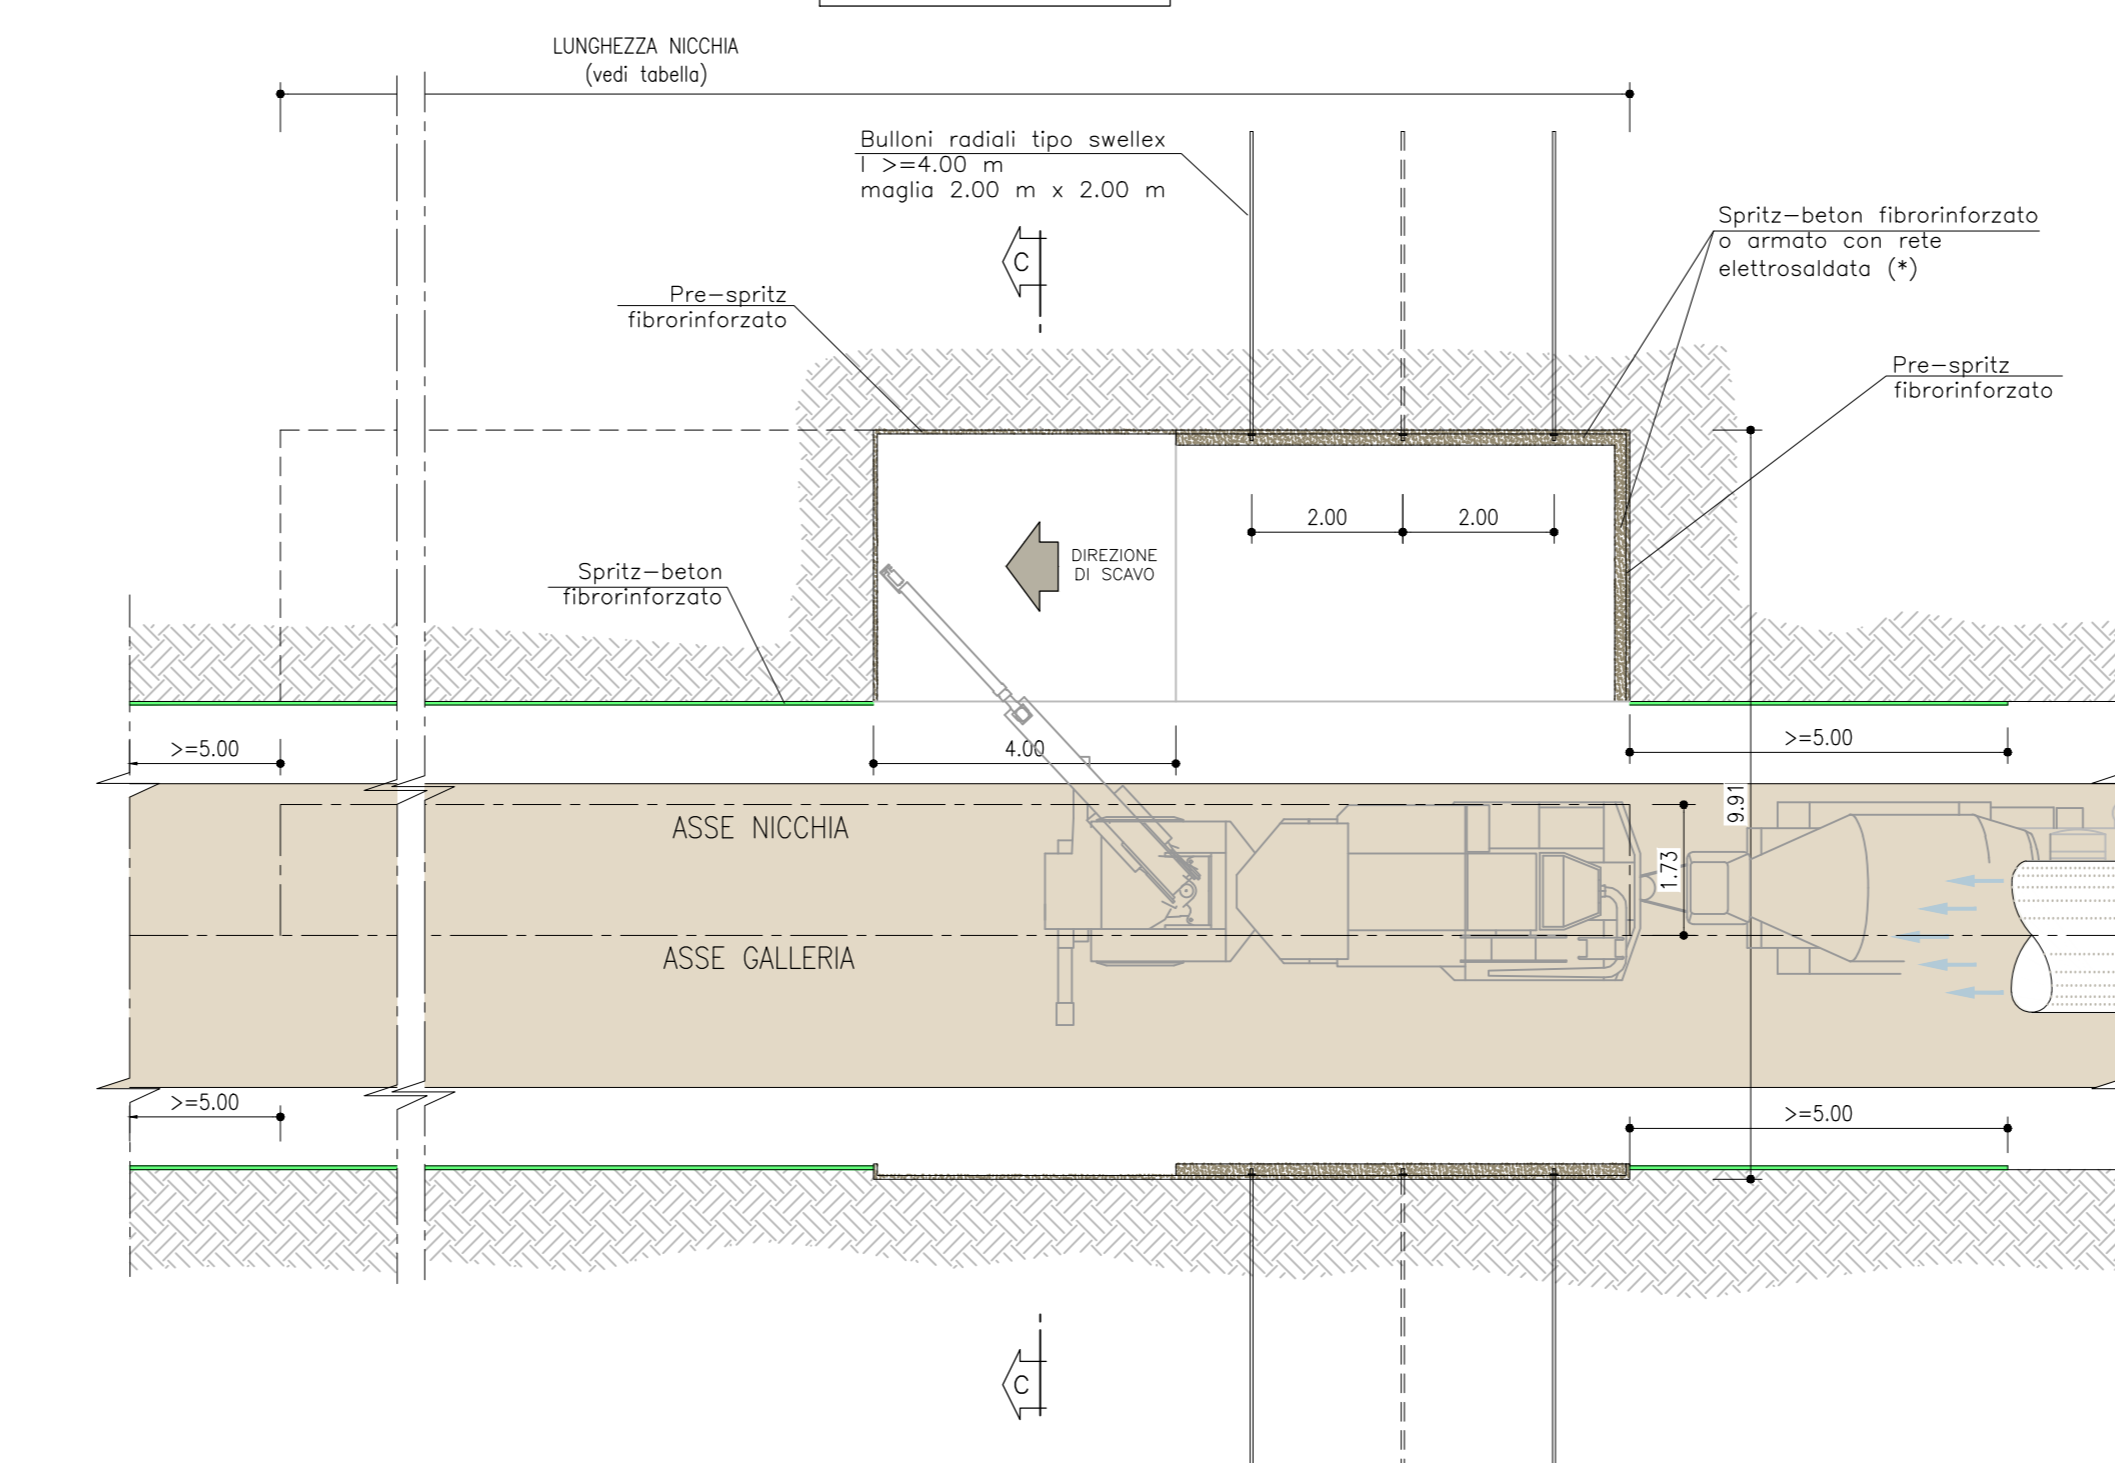 LUNGHEZZA NICCHIA
(vedi tabella)
Bulloni radiali tipo swellex
l >=4.00 m
maglia 2.00 m x 2.00 m
C
Spritz-beton fibrorinforzato
o armato con rete
elettrosaldata (*)
Pre-spritz
fibrorinforzato
Pre-spritz
fibrorinforzato
2.00
2.00
DIREZIONE
DI SCAVO
Spritz-beton
fibrorinforzato
>=5.00
4.00
>=5.00
9.91
ASSE NICCHIA
1.73
ASSE GALLERIA
>=5.00
>=5.00
C